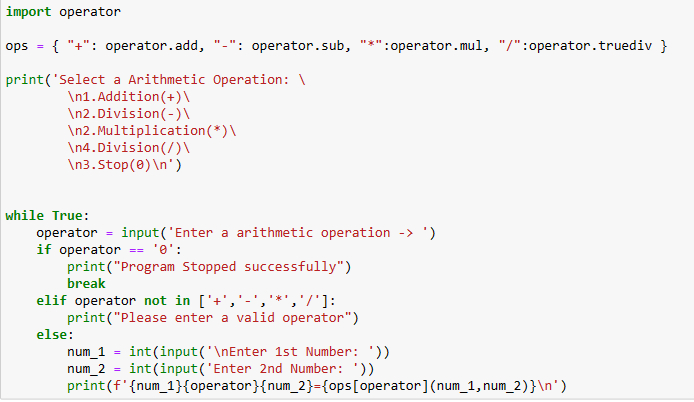 import operator
ops = { "+": operator.add, "-": operator.sub, "*":operator.mul, "/":operator.truediv }
print('Select a Arithmetic Operation: \
\n1.Addition(+)\
\n2.Division(-)\
\n2.Multiplication(*)\
\n4.Division(/)\
\n3.Stop(0)\n')
while True:
    operator = input('Enter a arithmetic operation -> ')
    if operator == '0':
        print("Program Stopped successfully")
        break
    elif operator not in ['+','-','*','/']:
        print("Please enter a valid operator")
    else:
        num_1 = int(input('\nEnter 1st Number: '))
        num_2 = int(input('Enter 2nd Number: '))
        print(f'{num_1}{operator}{num_2}={ops[operator](num_1,num_2)}\n')